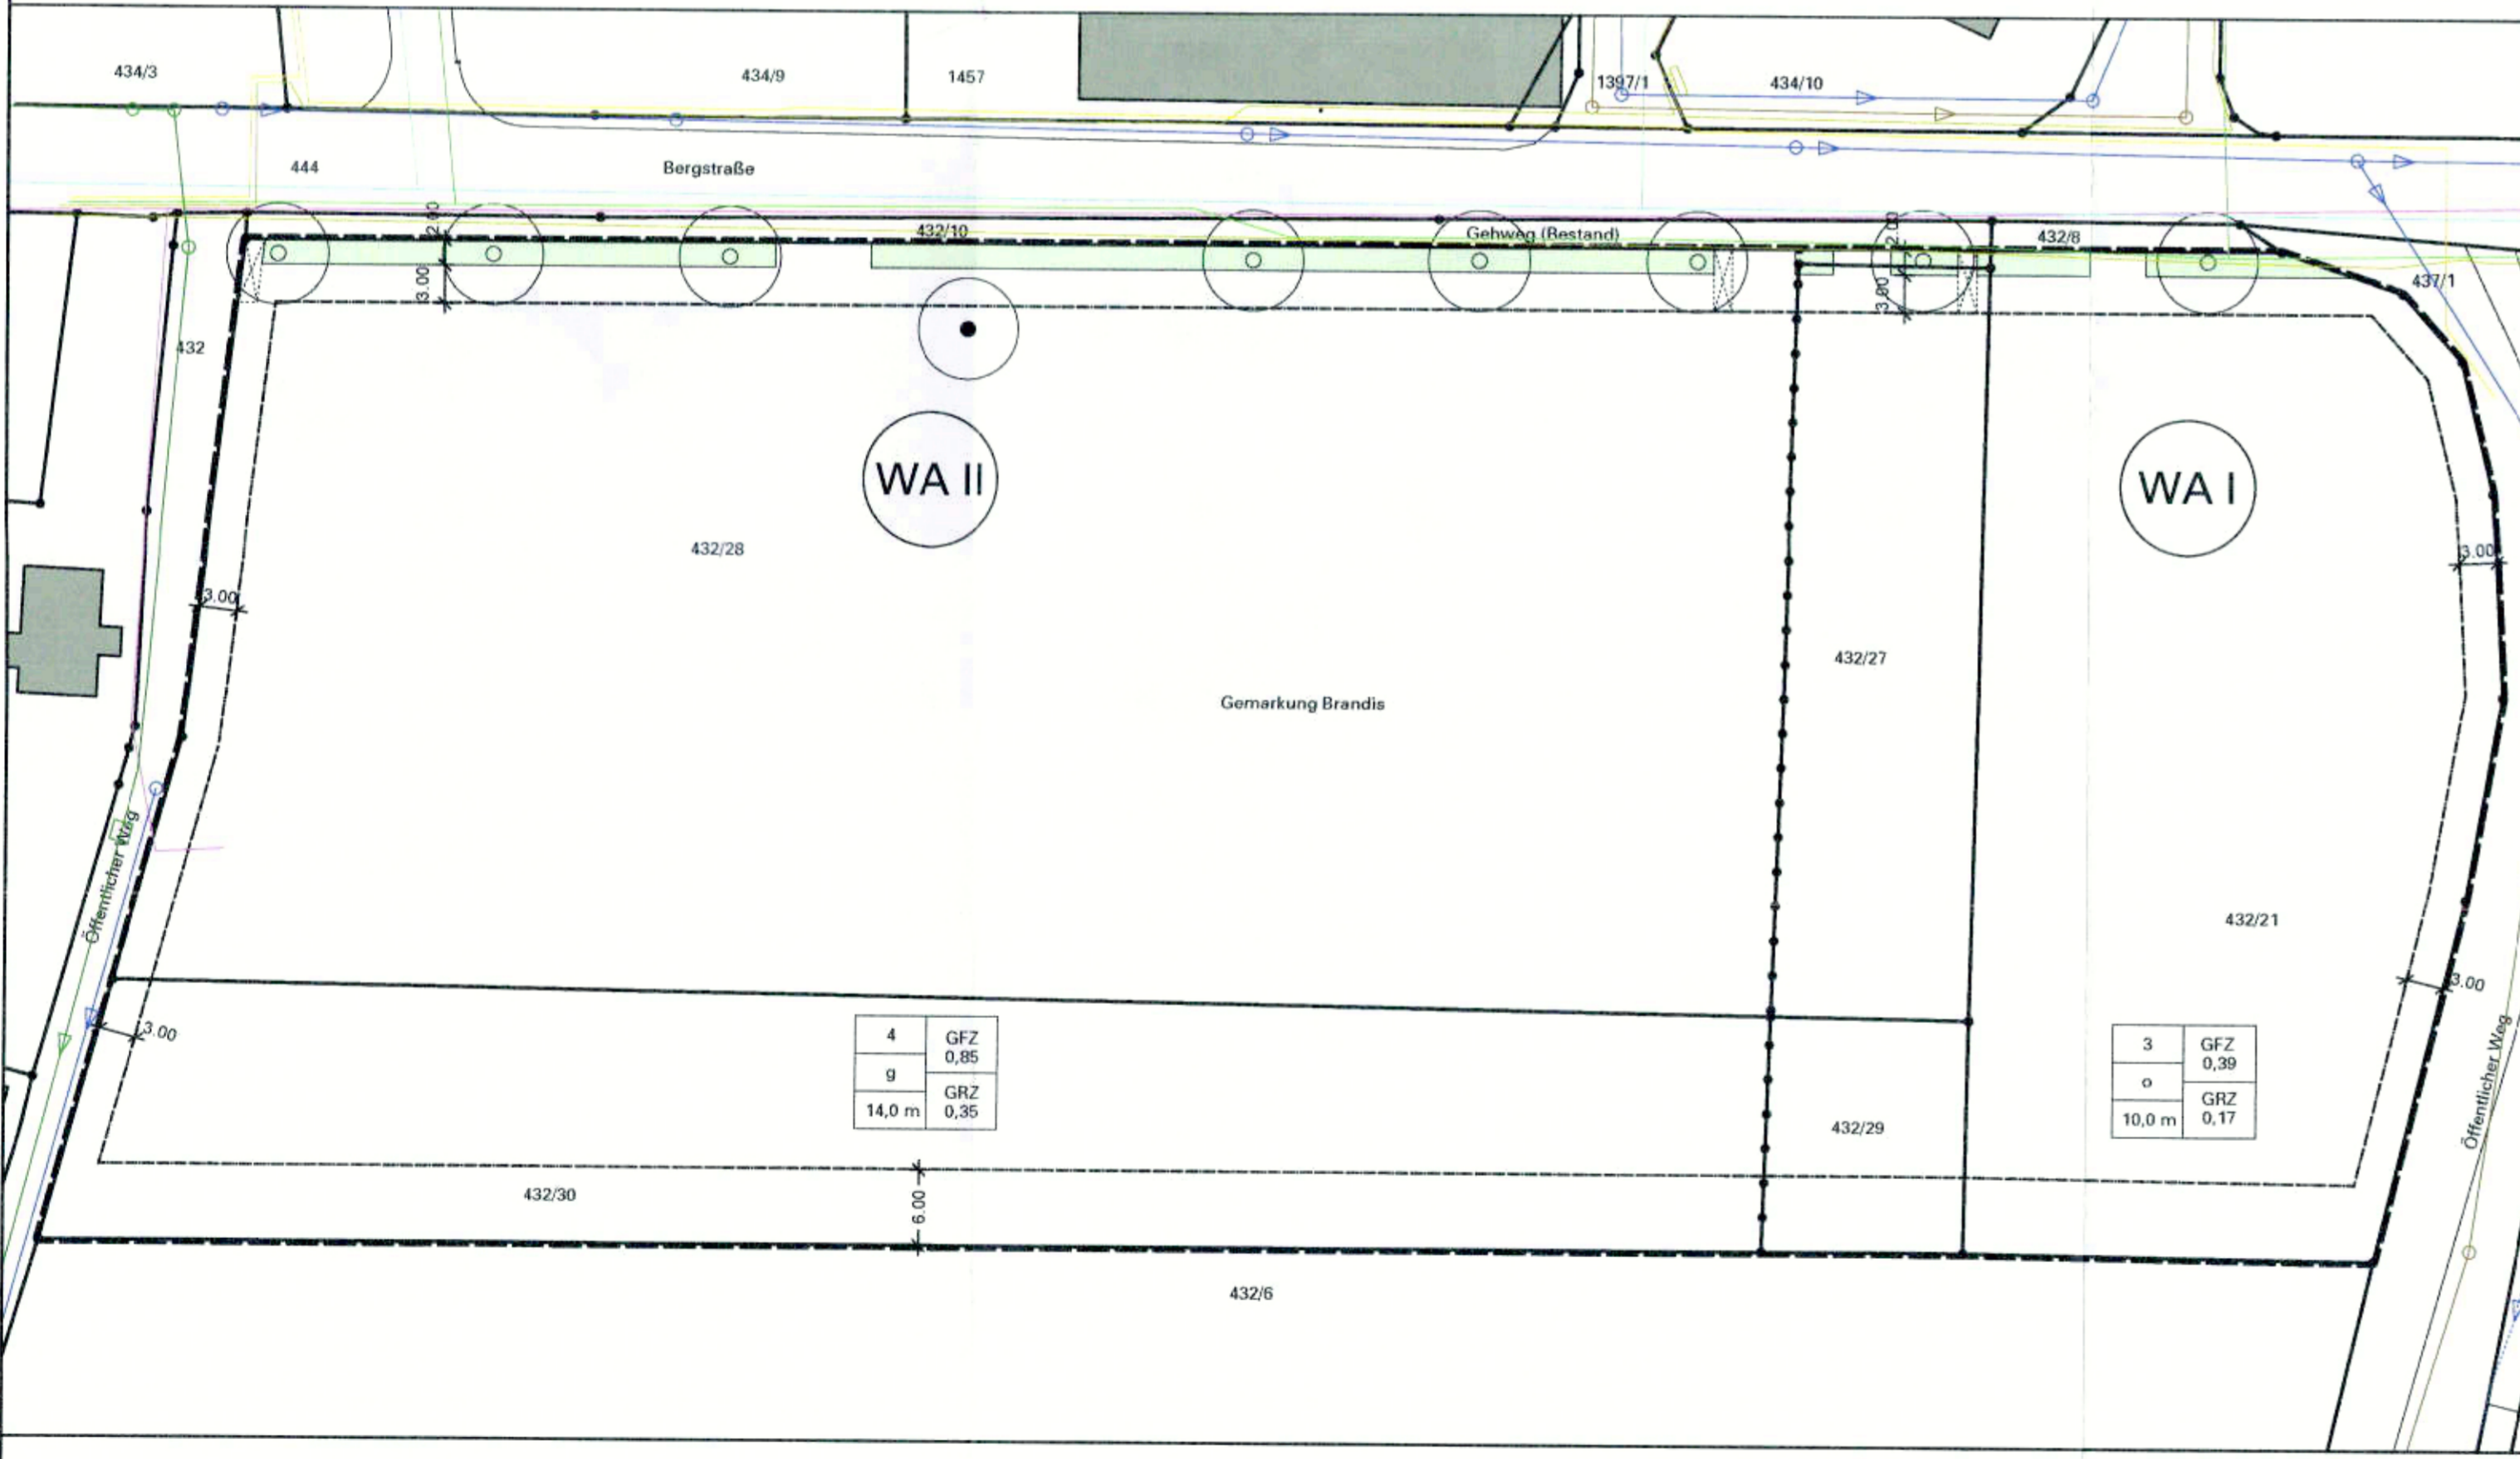 434/3
434/9
1457
1397/1
434/10
444
Bergstraße
2.00
432/10
Gehweg (Bestand)
2.00
432/8
3.00
3.00
437/1
432
WA II
WA I
432/28
3.00
3.00
432/27
Gemarkung Brandis
Öffentlicher Weg
432/21
3.00
3.00
4
GFZ
0,85
g
GRZ
14,0 m
0,35
3
GFZ
0,39
o
GRZ
10,0 m
0,17
432/29
Öffentlicher Weg
432/30
6.00
432/6